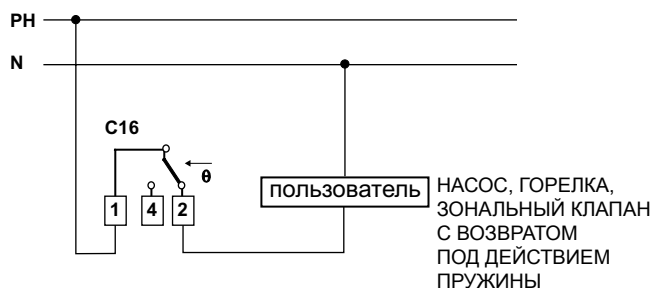 PH
N
C16
θ
1 4 2
пользователь
НАСОС, ГОРЕЛКА,
ЗОНАЛЬНЫЙ КЛАПАН
С ВОЗВРАТОМ
ПОД ДЕЙСТВИЕМ
ПРУЖИНЫ